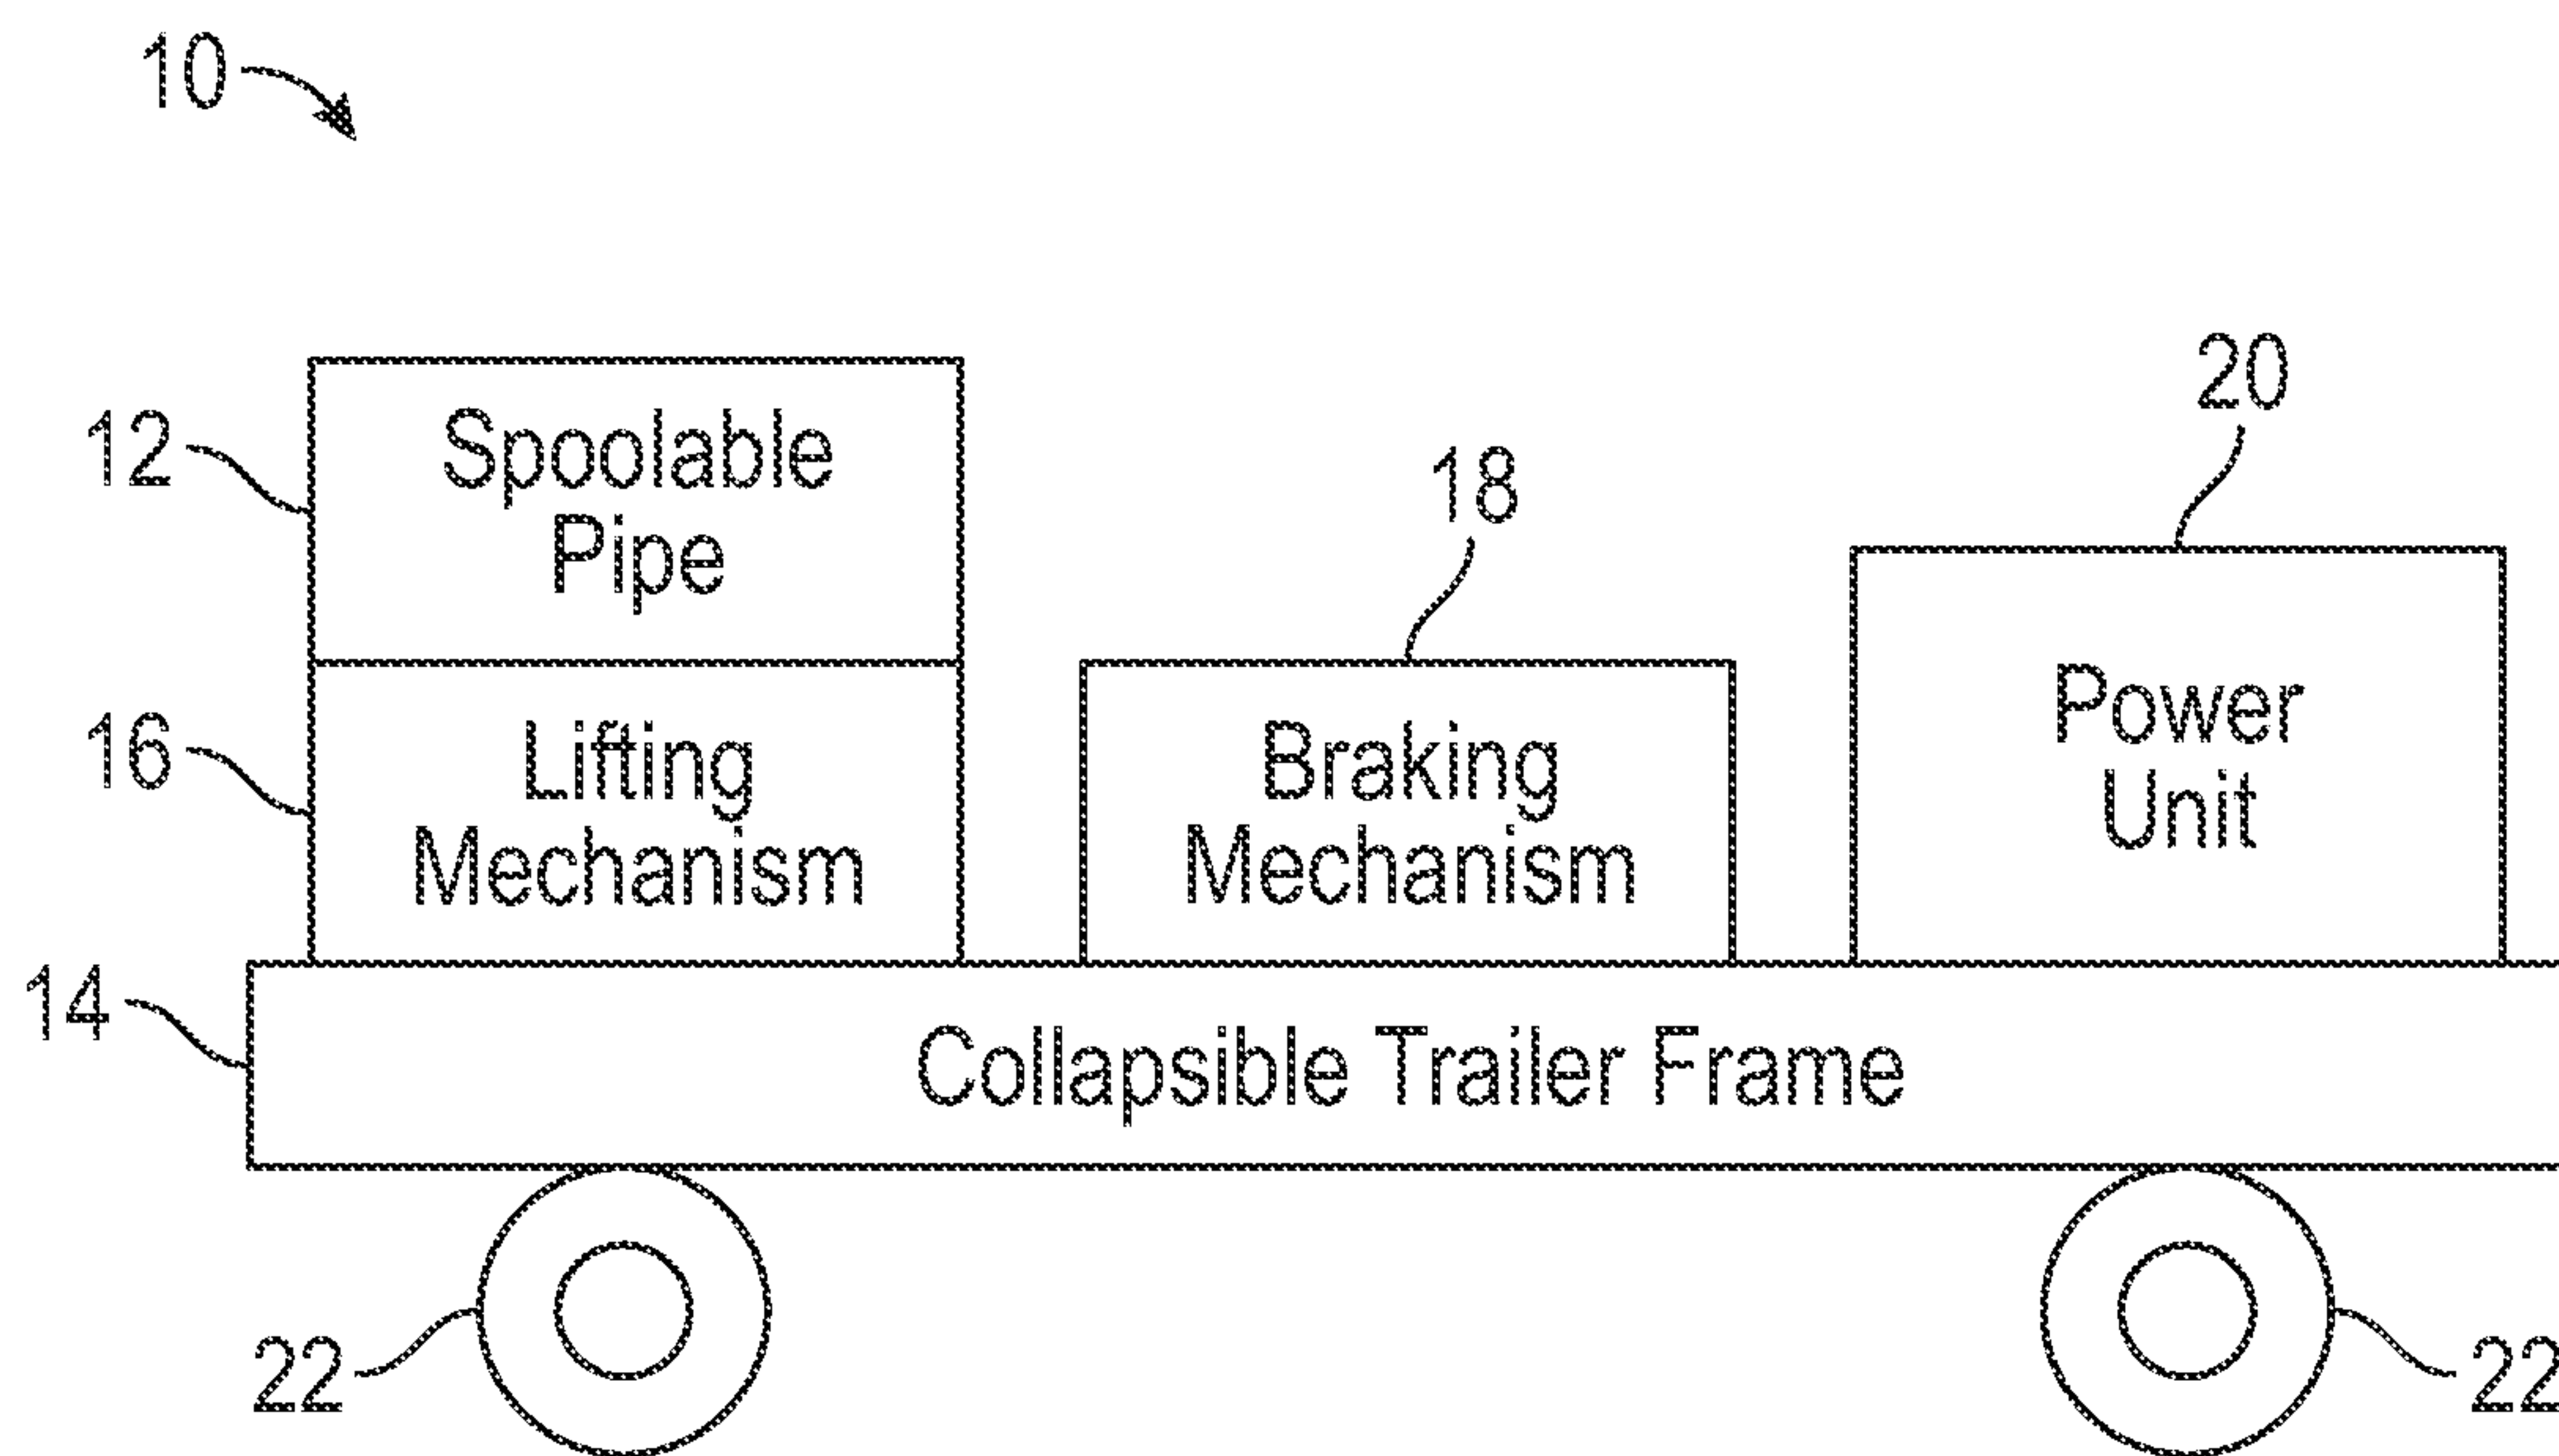 10
20
12
Spoolable
Pipe
18
16
Lifting
Mechanism
Braking
Mechanism
Power
Unit
14
Collapsible Trailer Frame
22
22